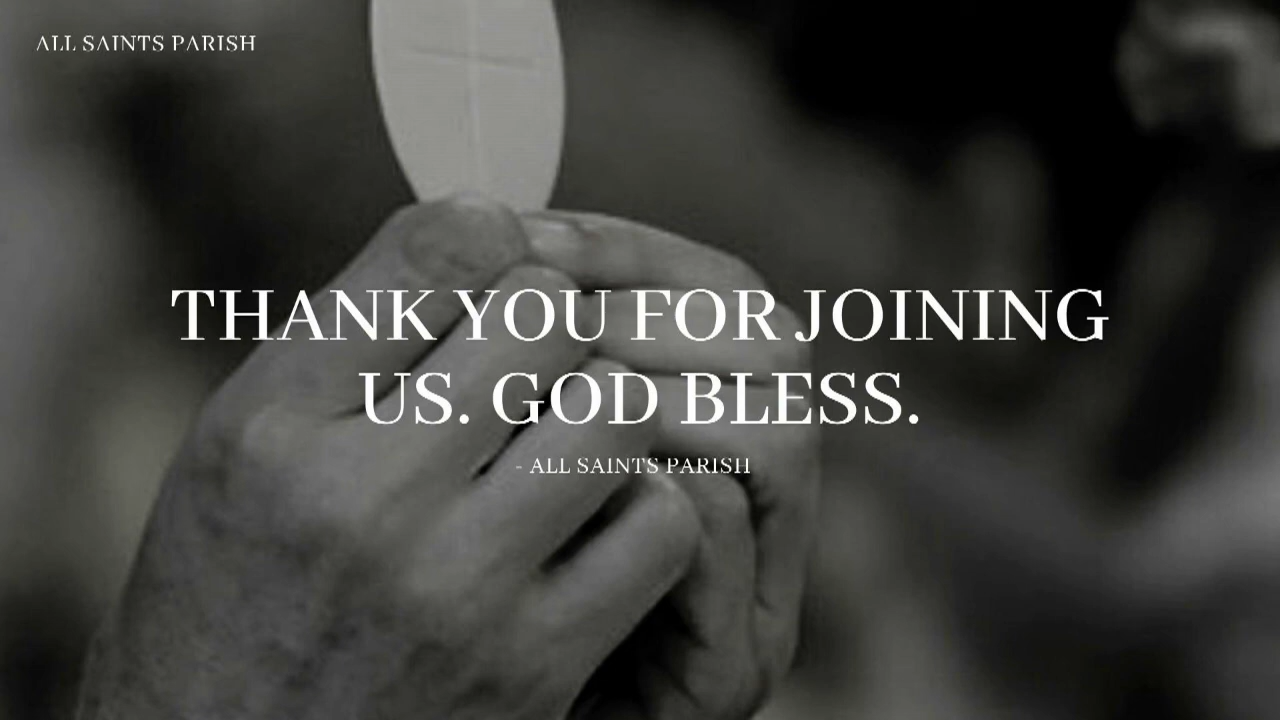 ALL SAINTS PARISH
THANK YOU FOR JOINING
US. GOD BLESS.
- ALL SAINTS PARISH